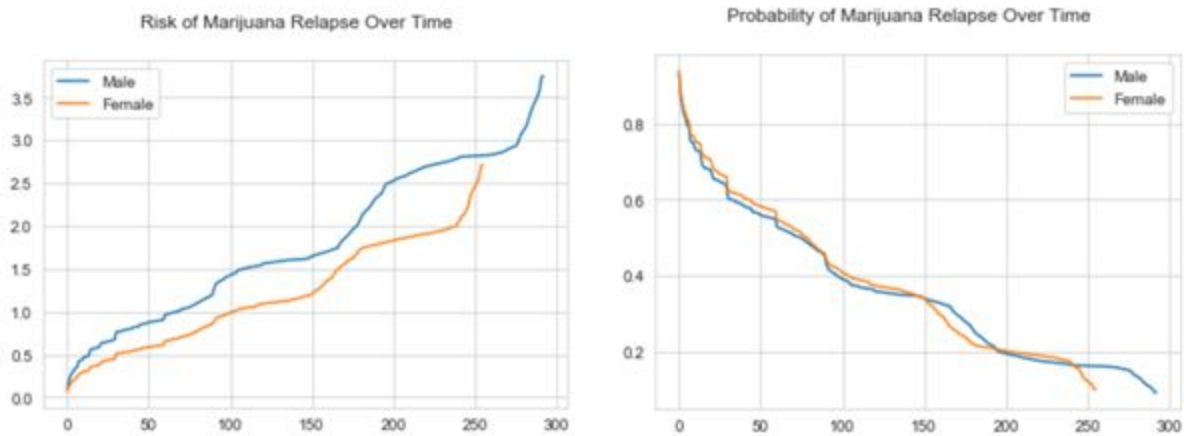 Risk of Marijuana Relapse Over Time
Male
Female
3.5
3.0
2.5
2.0
1.5
1.0
0.5
0.0
0 50 100 150 200 250 300
Probability of Marijuana Relapse Over Time
Male
Female
0.8
0.6
0.4
0.2
0 50 100 150 200 250 300